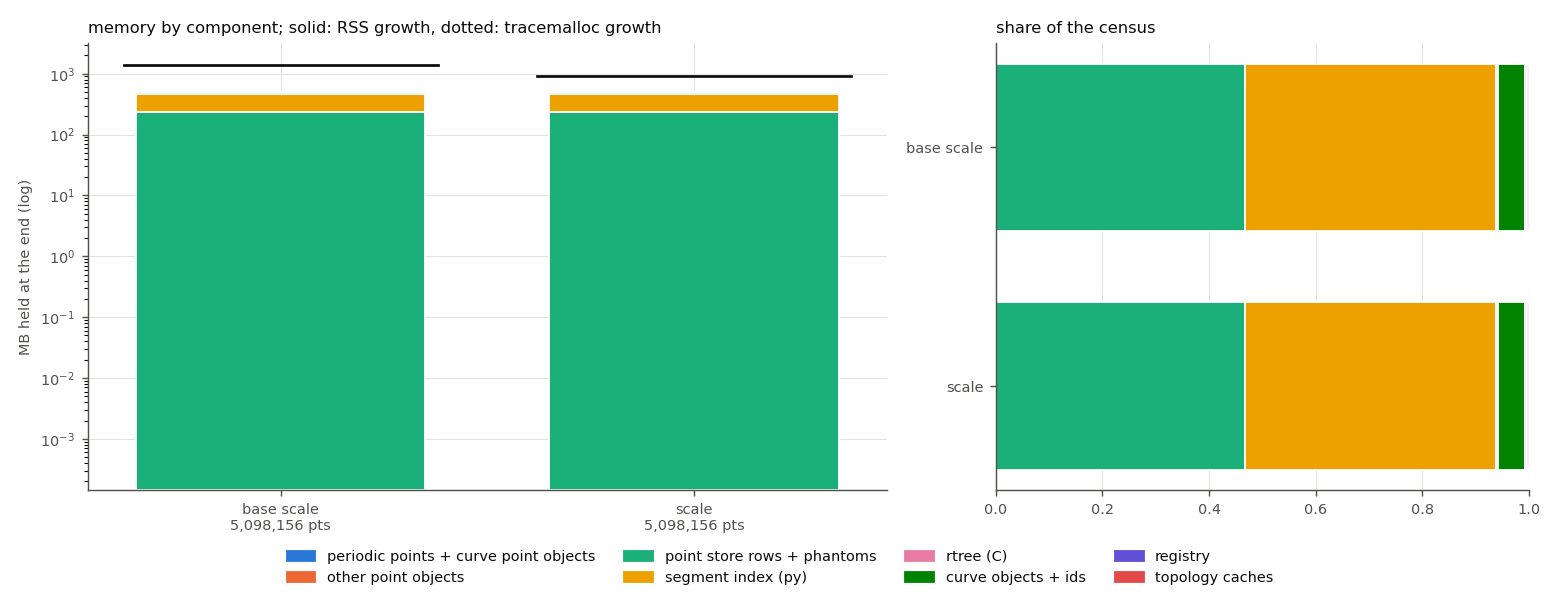 memory by component; solid: RSS growth, dotted: tracemalloc growth
MB held at the end (log)
10³
10²
10¹
10⁰
10⁻¹
10⁻²
10⁻³
base scale
5,098,156 pts
scale
5,098,156 pts
share of the census
base scale
scale
0.0 0.2 0.4 0.6 0.8 1.0
periodic points + curve point objects
other point objects
point store rows + phantoms
segment index (py)
rtree (C)
curve objects + ids
registry
topology caches